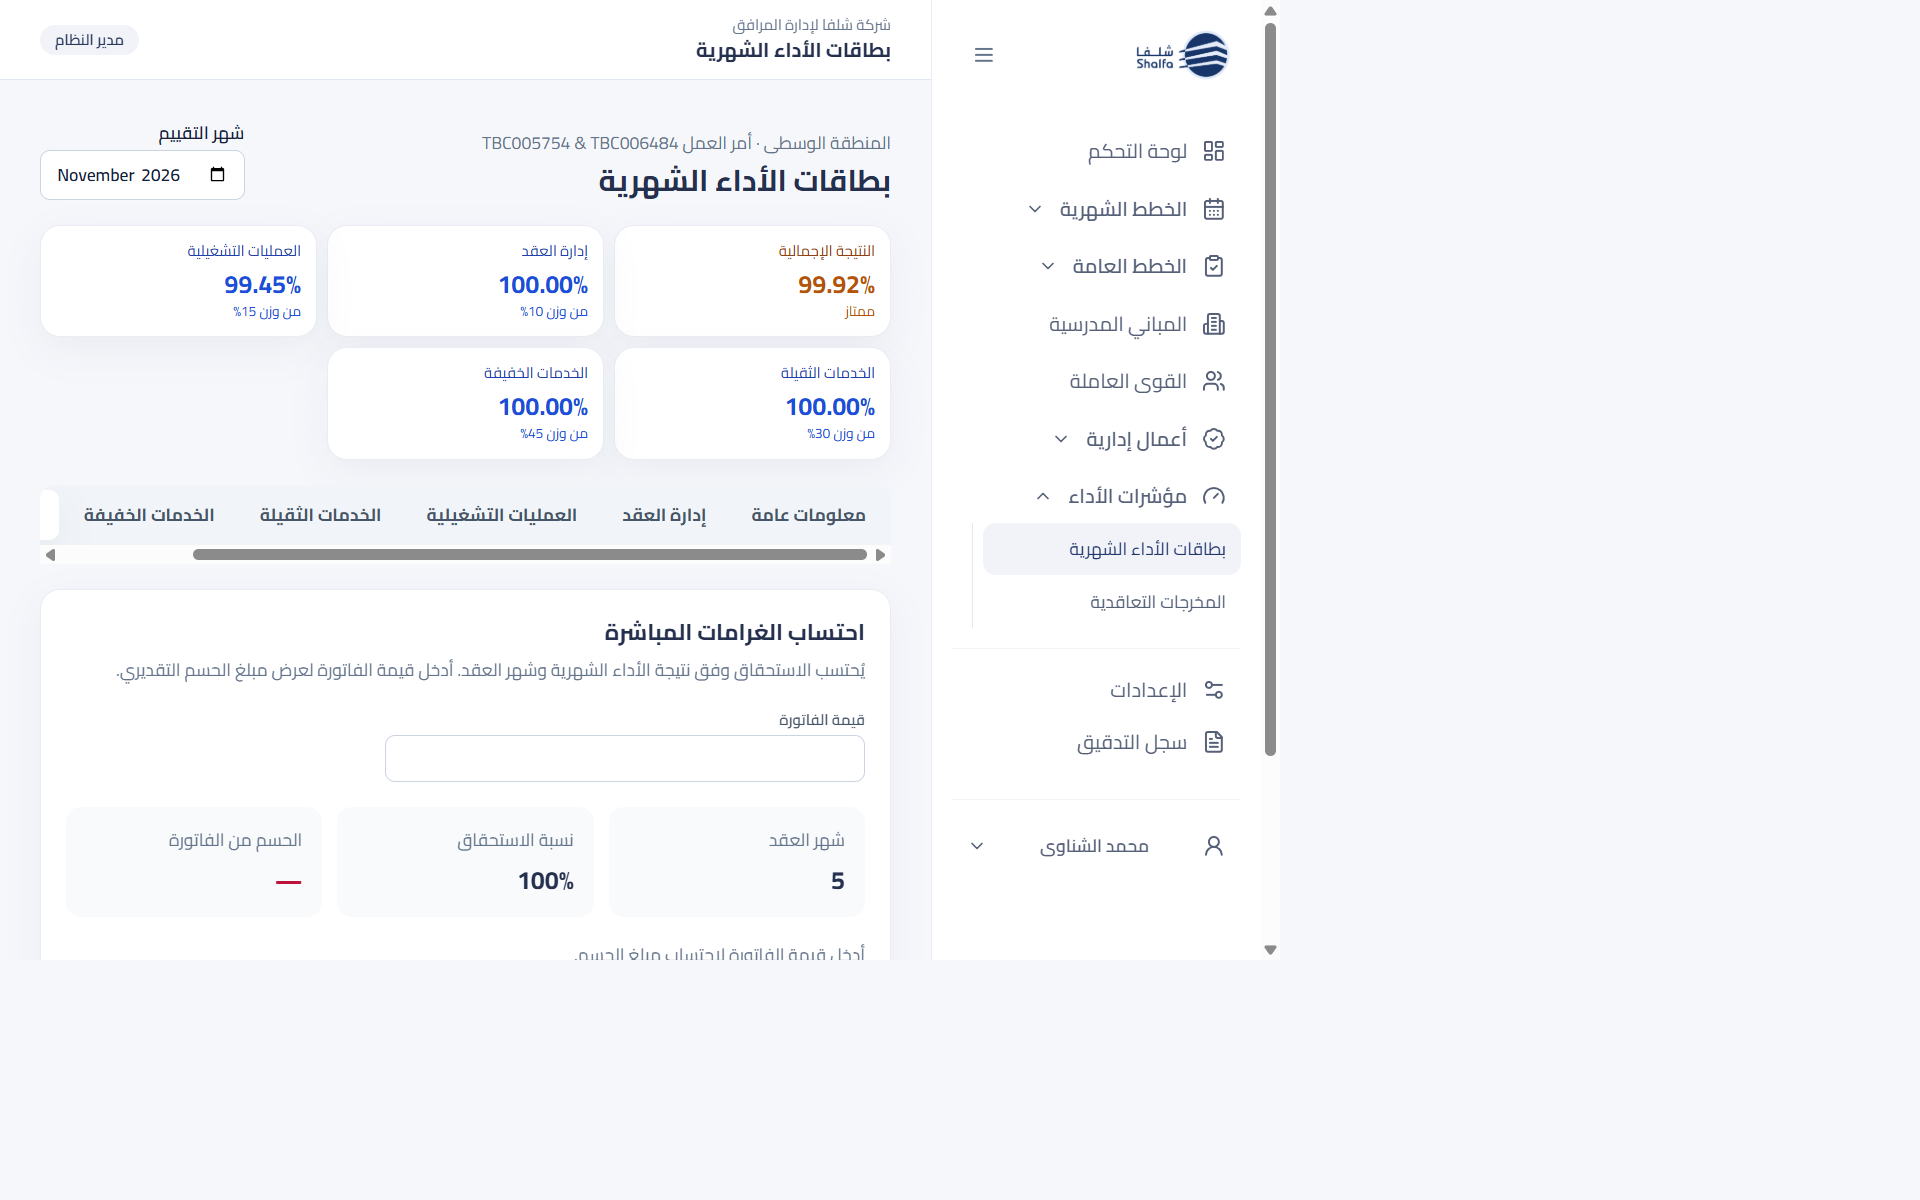 شلفا
Shalfa
لوحة التحكم
الخطط الشهرية
الخطط العامة
المباني المدرسية
القوى العاملة
أعمال إدارية
مؤشرات الأداء
بطاقات الأداء الشهرية
المخرجات التعاقدية
الإعدادات
سجل التدقيق
محمد الشناوى
شركة شلفا لإدارة المرافق
بطاقات الأداء الشهرية
مدير النظام
المنطقة الوسطى · أمر العمل TBC005754 & TBC006484
بطاقات الأداء الشهرية
شهر التقييم
November 2026
النتيجة الإجمالية
99.92%
ممتاز
إدارة العقد
100.00%
من وزن 10%
العمليات التشغيلية
99.45%
من وزن 15%
الخدمات الثقيلة
100.00%
من وزن 30%
الخدمات الخفيفة
100.00%
من وزن 45%
معلومات عامة
إدارة العقد
العمليات التشغيلية
الخدمات الثقيلة
الخدمات الخفيفة
احتساب الغرامات المباشرة
يُحتسب الاستحقاق وفق نتيجة الأداء الشهرية وشهر العقد. أدخل قيمة الفاتورة لعرض مبلغ الحسم التقديري.
قيمة الفاتورة
شهر العقد
5
نسبة الاستحقاق
100%
الحسم من الفاتورة
—
أدخل قيمة الفاتورة لاحتساب مبلغ الحسم.